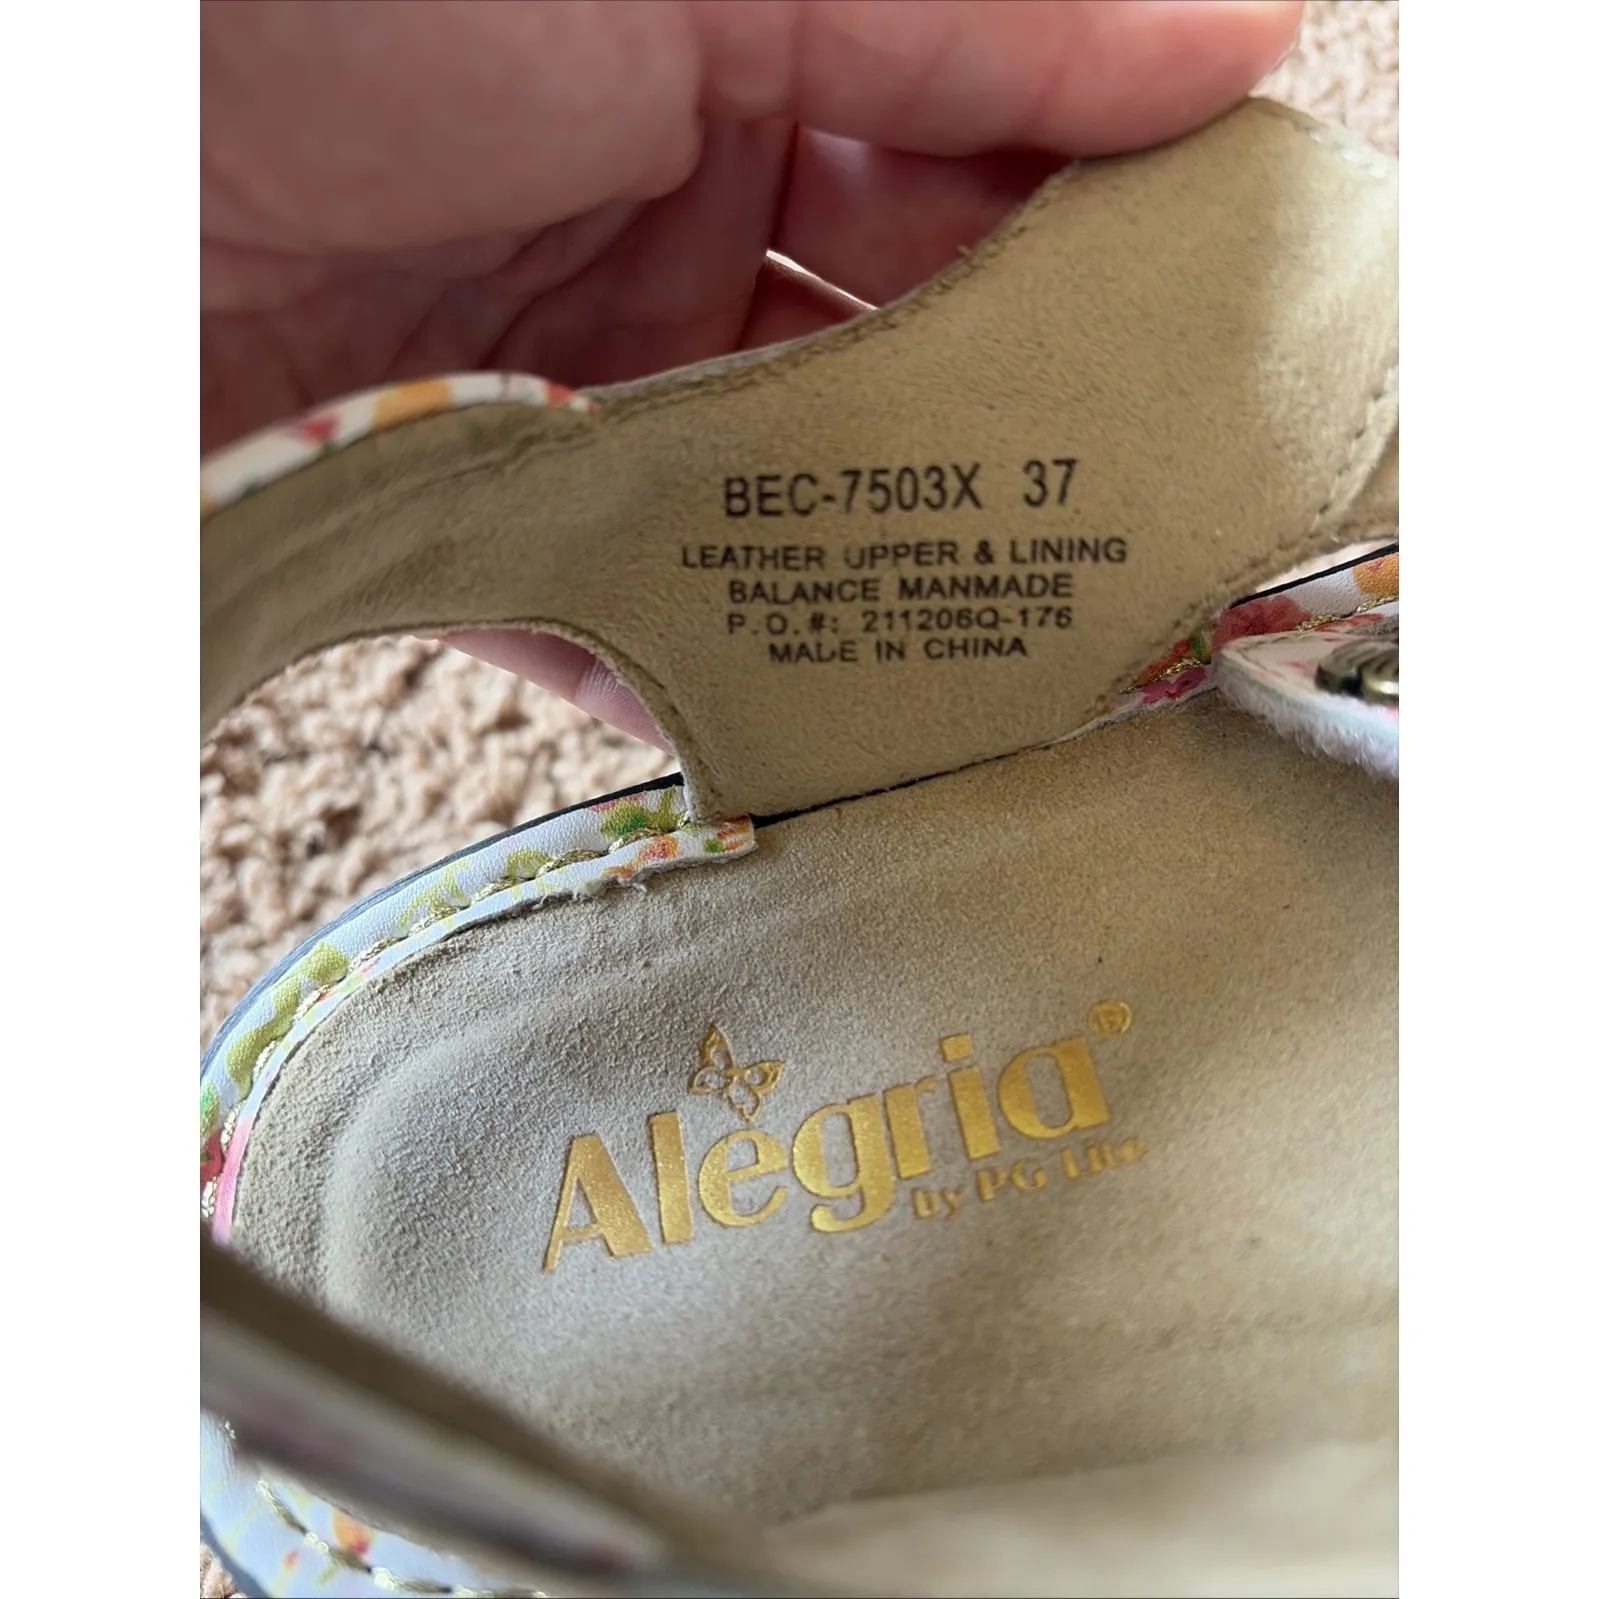 BEC-7503X 37
LEATHER UPPER & LINING
BALANCE MANMADE
P.O.#: 211206Q-176
MADE IN CHINA
Alegria®
by PG Lite